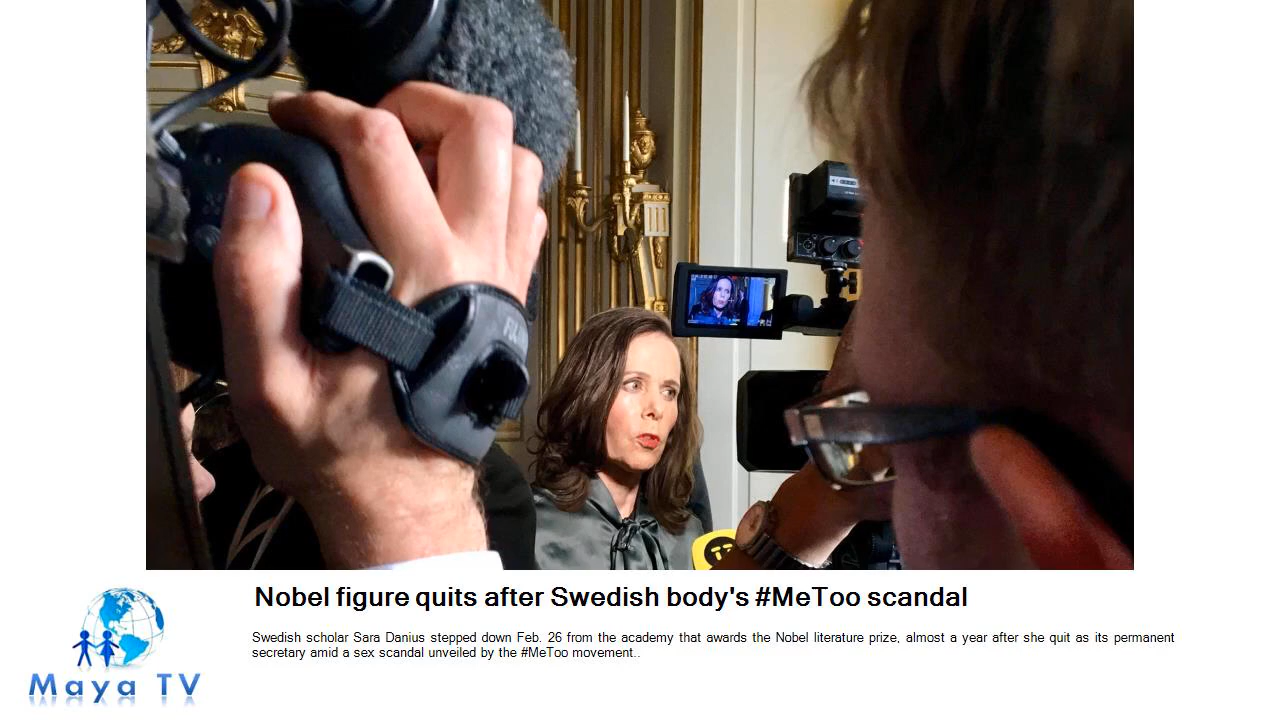 Nobel figure quits after Swedish body's #MeToo scandal
Swedish scholar Sara Danius stepped down Feb. 26 from the academy that awards the Nobel literature prize, almost a year after she quit as its permanent
secretary amid a sex scandal unveiled by the #MeToo movement..
Maya TV